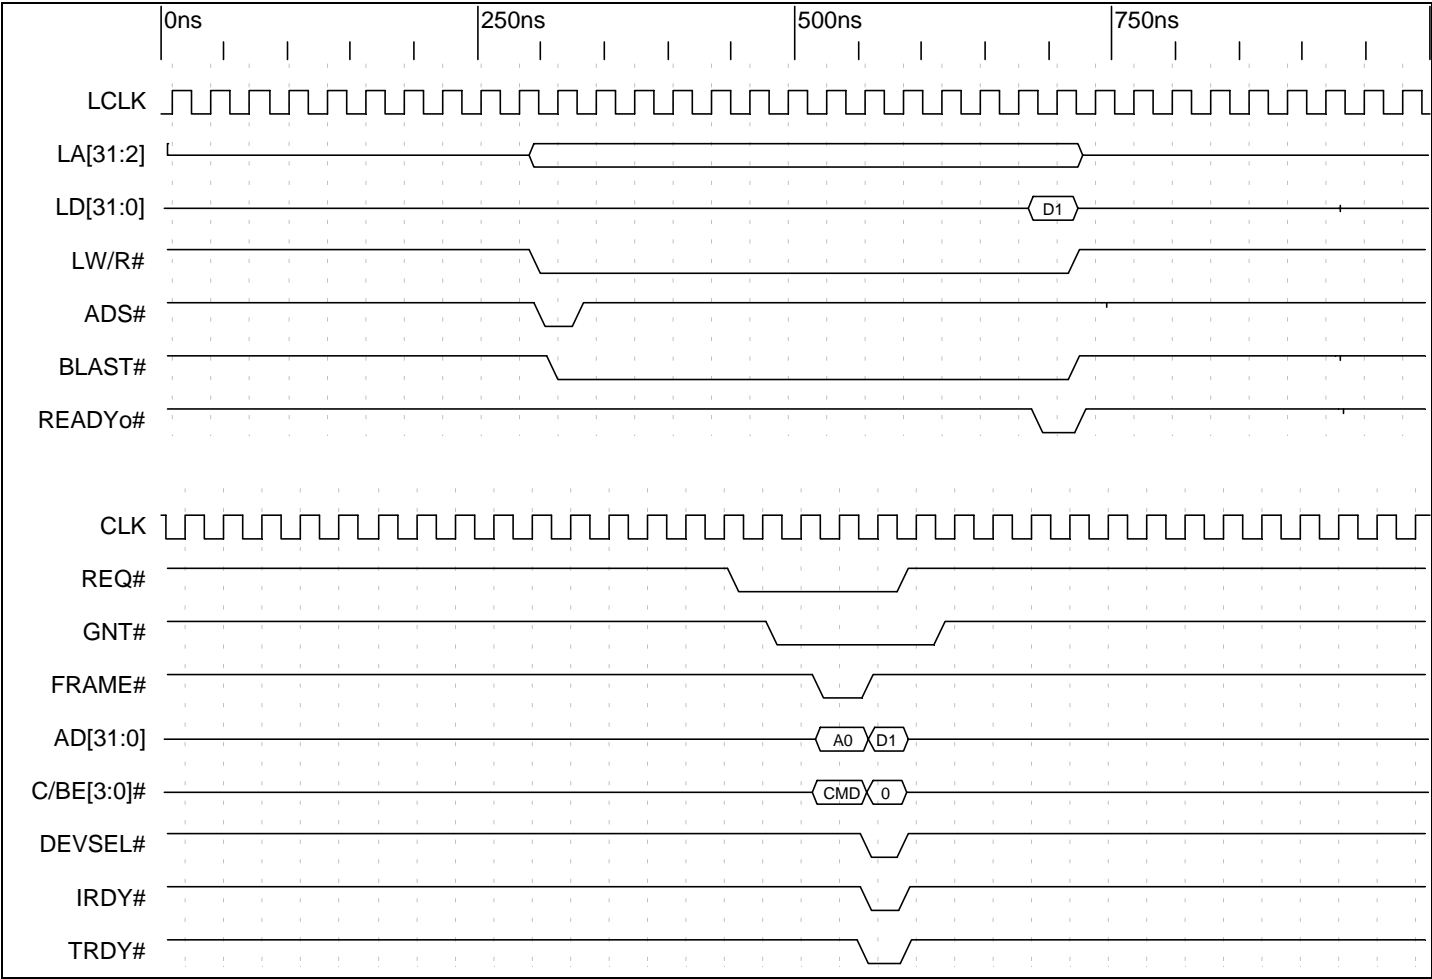 0ns 250ns 500ns 750ns
LCLK
LA[31:2]
LD[31:0] D1
LW/R#
ADS#
BLAST#
READYo#
CLK
REQ#
GNT#
FRAME#
AD[31:0] A0 D1
C/BE[3:0]# CMD 0
DEVSEL#
IRDY#
TRDY#